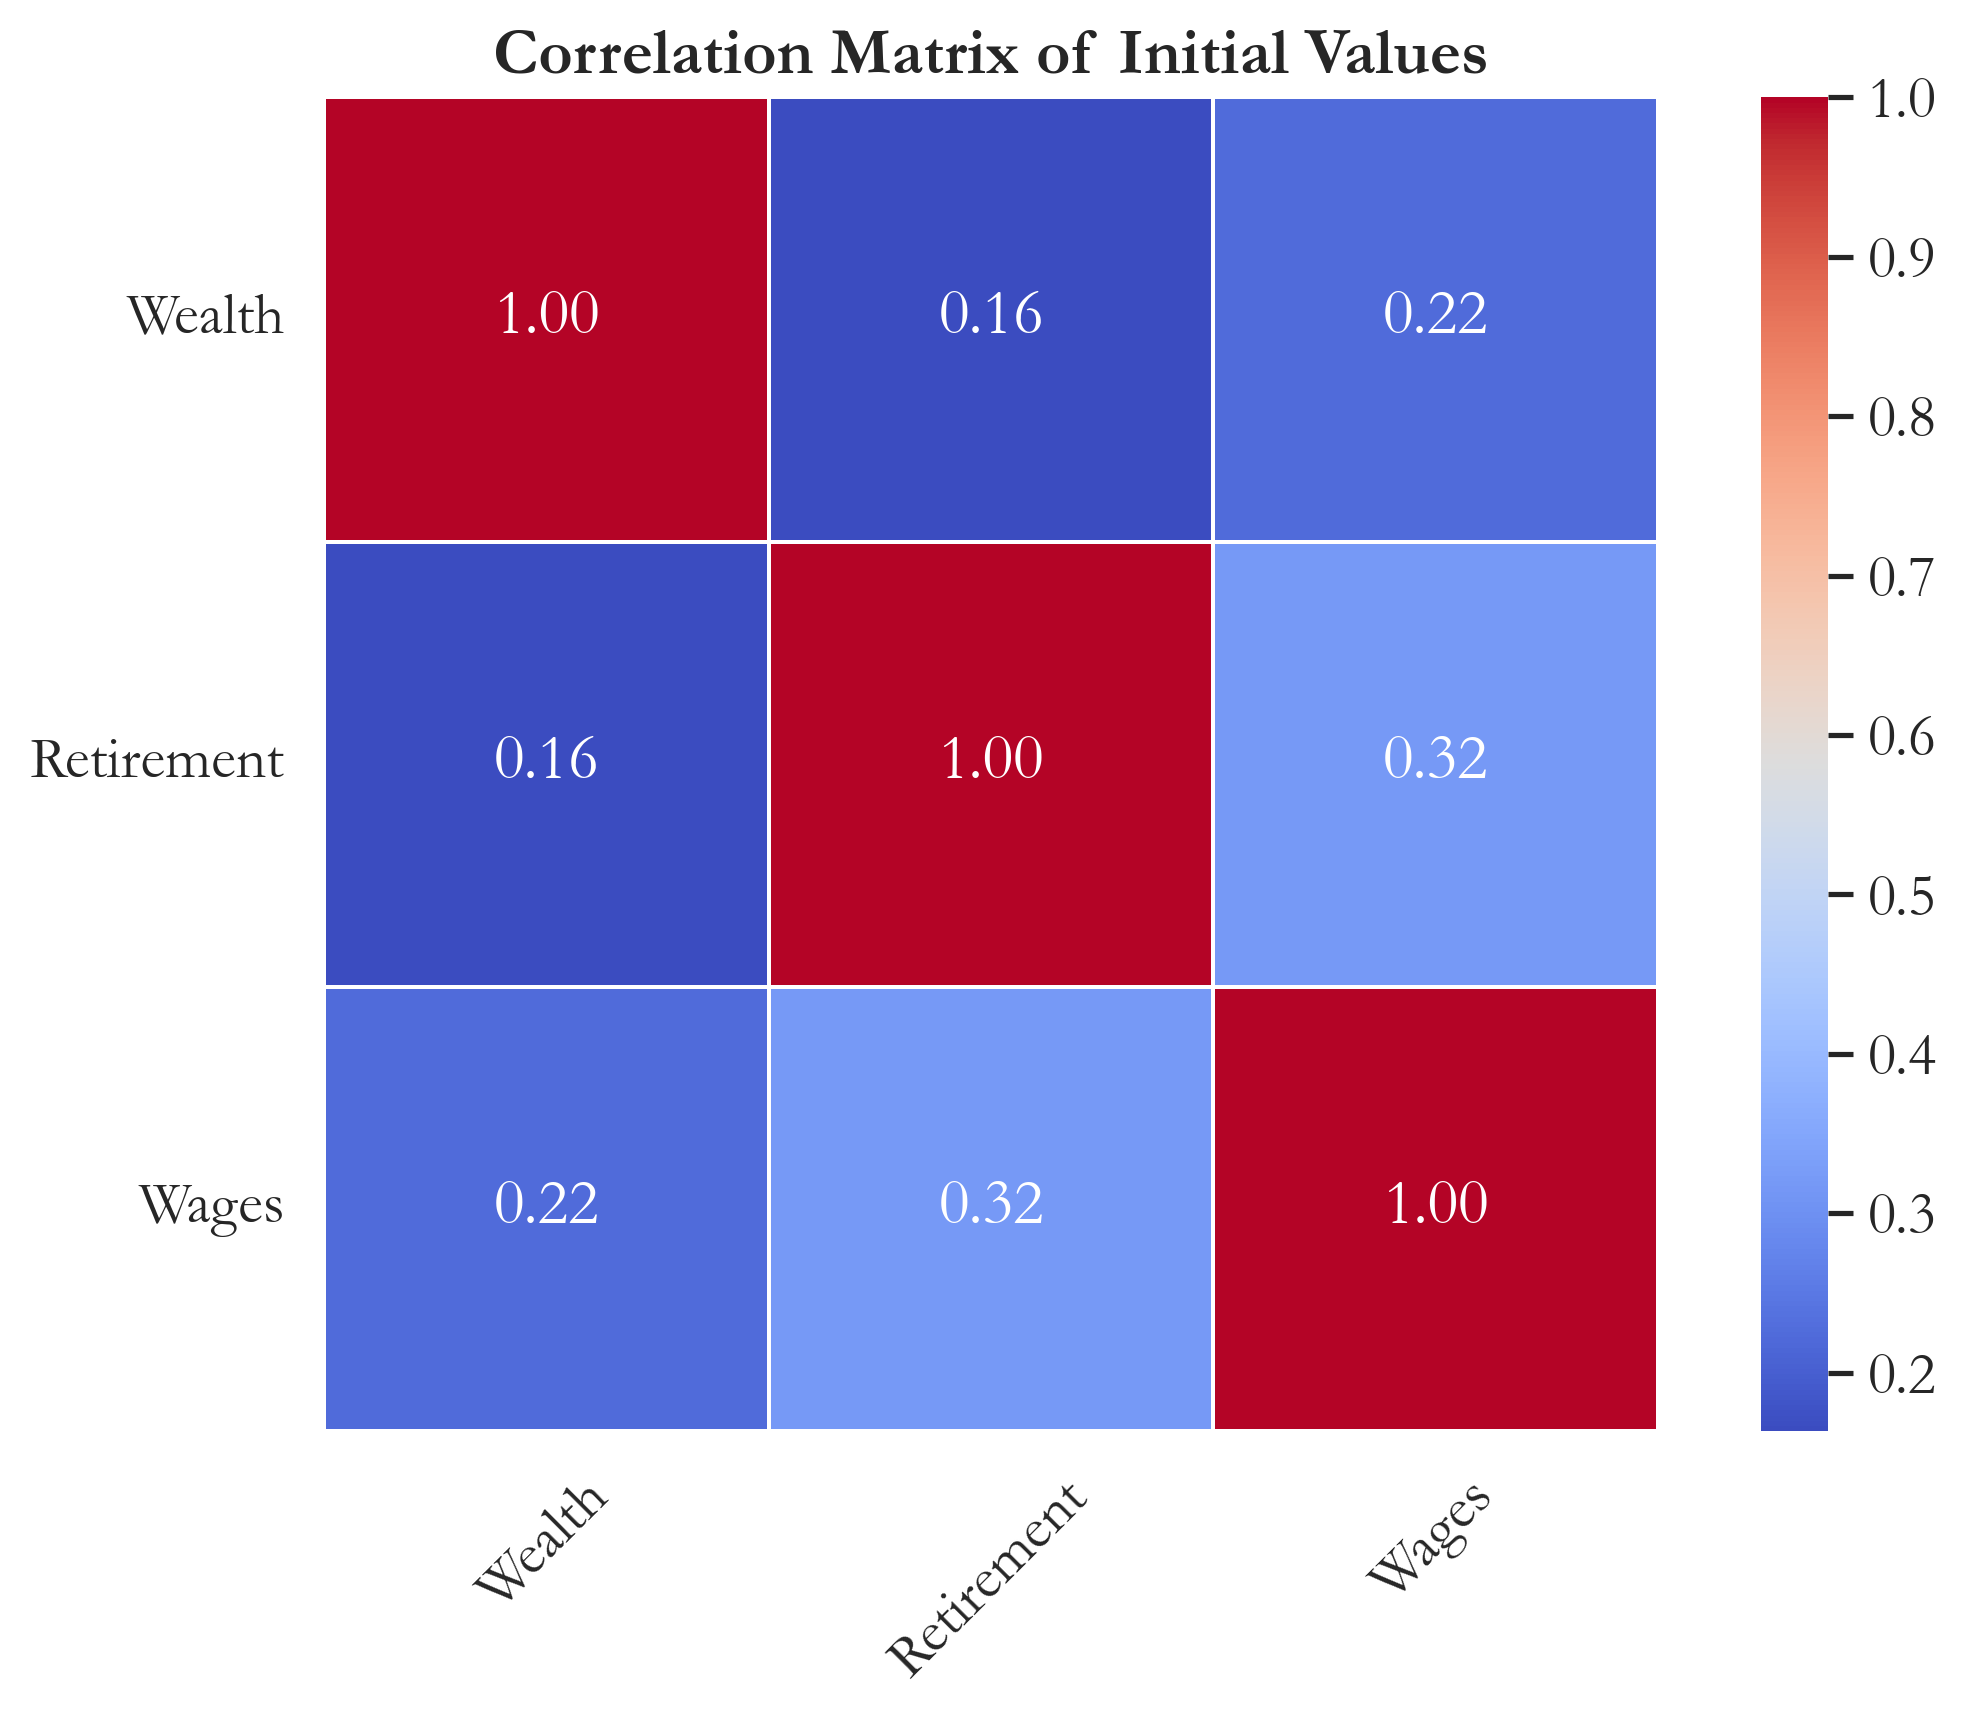 Correlation Matrix of Initial Values
Wealth 1.00 0.16 0.22
Retirement 0.16 1.00 0.32
Wages 0.22 0.32 1.00
Wealth Retirement Wages
1.0
0.9
0.8
0.7
0.6
0.5
0.4
0.3
0.2